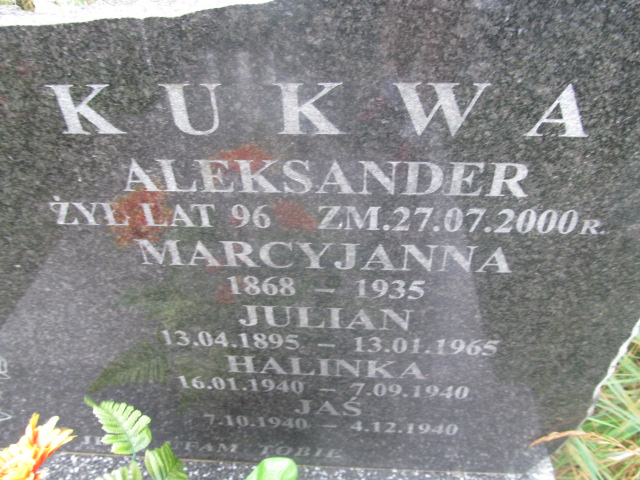 KUKWA
ALEKSANDER
ŻYŁ LAT 96 ZM.27.07.2000R.
MARCYJANNA
1868 – 1935
JULIAN
13.04.1895 – 13.01.1965
HALINKA
16.01.1940 – 7.09.1940
JAŚ
7.10.1940 – 4.12.1940
TOBIE